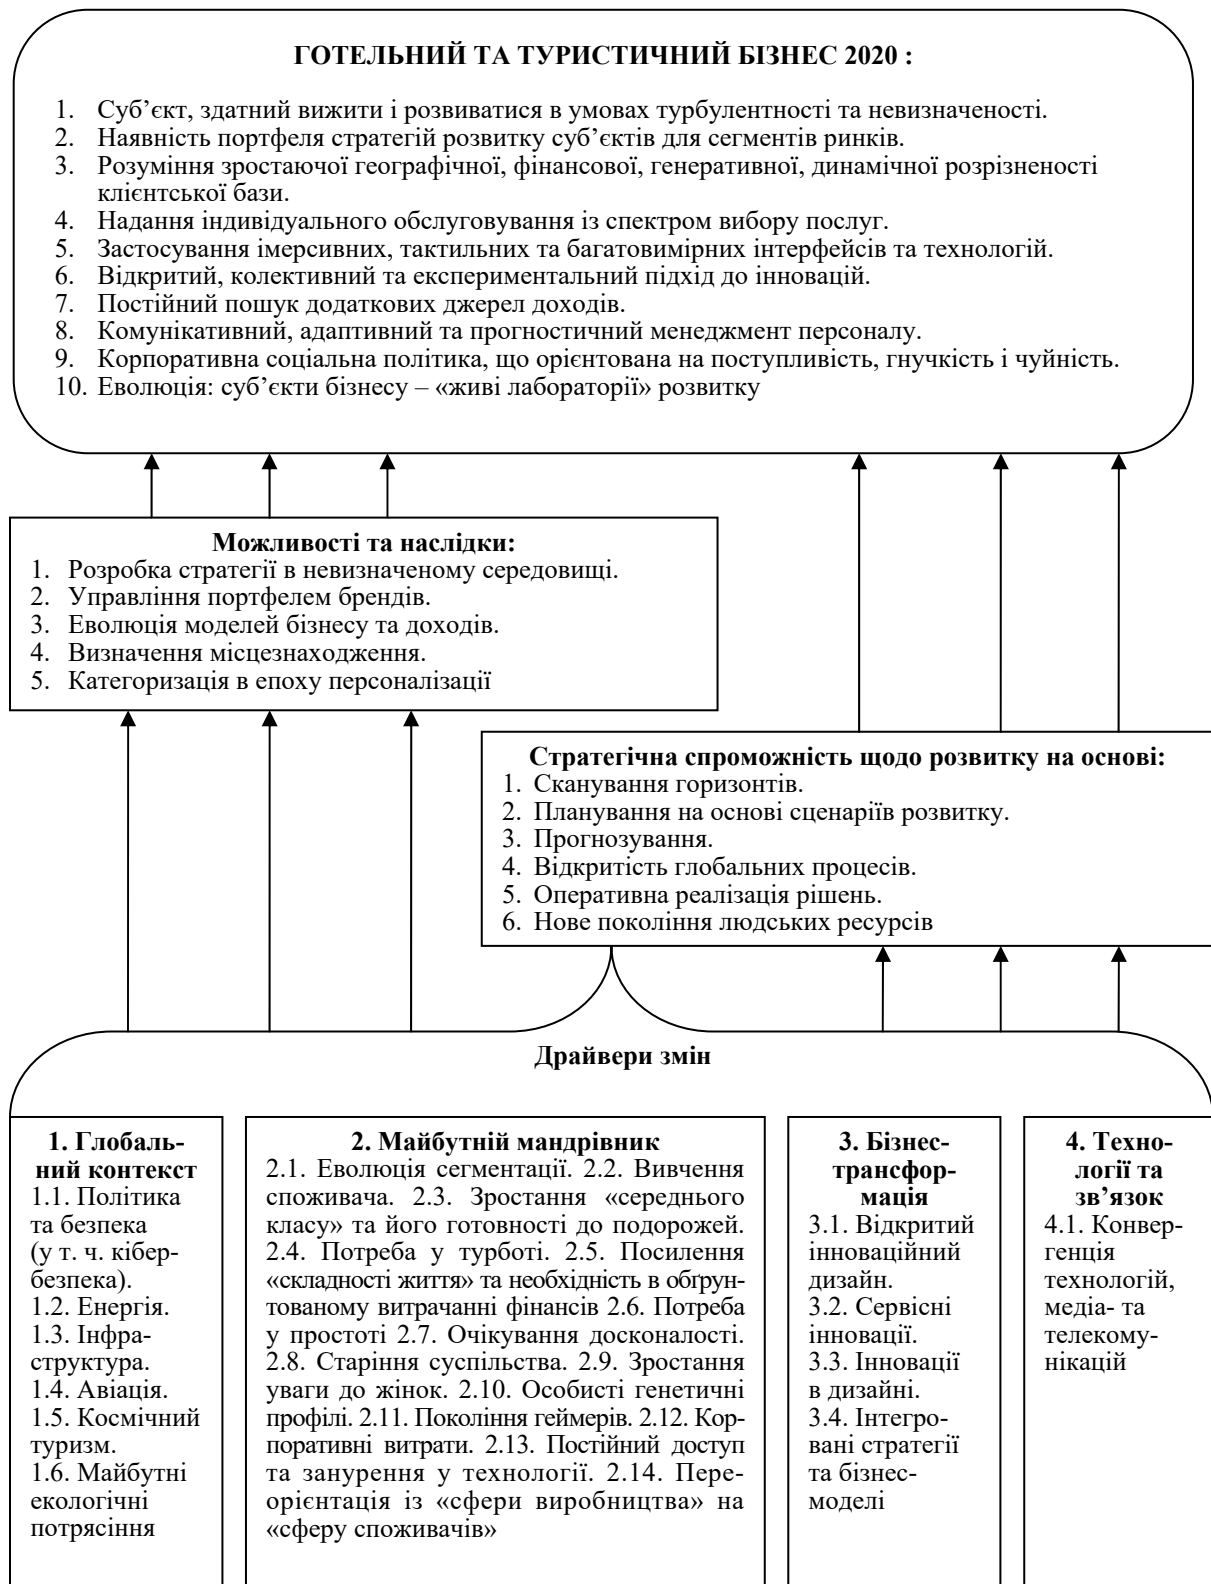 ГОТЕЛЬНИЙ ТА ТУРИСТИЧНИЙ БІЗНЕС 2020 :
1. Суб’єкт, здатний вижити і розвиватися в умовах турбулентності та невизначеності.
2. Наявність портфеля стратегій розвитку суб’єктів для сегментів ринків.
3. Розуміння зростаючої географічної, фінансової, генеративної, динамічної розрізненості
клієнтської бази.
4. Надання індивідуального обслуговування із спектром вибору послуг.
5. Застосування імерсивних, тактильних та багатовимірних інтерфейсів та технологій.
6. Відкритий, колективний та експериментальний підхід до інновацій.
7. Постійний пошук додаткових джерел доходів.
8. Комунікативний, адаптивний та прогностичний менеджмент персоналу.
9. Корпоративна соціальна політика, що орієнтована на поступливість, гнучкість і чуйність.
10. Еволюція: суб’єкти бізнесу – «живі лабораторії» розвитку
Можливості та наслідки:
1. Розробка стратегії в невизначеному середовищі.
2. Управління портфелем брендів.
3. Еволюція моделей бізнесу та доходів.
4. Визначення місцезнаходження.
5. Категоризація в епоху персоналізації
Стратегічна спроможність щодо розвитку на основі:
1. Сканування горизонтів.
2. Планування на основі сценаріїв розвитку.
3. Прогнозування.
4. Відкритість глобальних процесів.
5. Оперативна реалізація рішень.
6. Нове покоління людських ресурсів
Драйвери змін
1. Глобаль-
ний контекст
1.1. Політика
та безпека
(у т. ч. кібер-
безпека).
1.2. Енергія.
1.3. Інфра-
структура.
1.4. Авіація.
1.5. Космічний
туризм.
1.6. Майбутні
екологічні
потрясіння
2. Майбутній мандрівник
2.1. Еволюція сегментації. 2.2. Вивчення
споживача. 2.3. Зростання «середнього
класу» та його готовності до подорожей.
2.4. Потреба у турботі. 2.5. Посилення
«складності життя» та необхідність в обґрун-
тованому витрачанні фінансів 2.6. Потреба
у простоті 2.7. Очікування досконалості.
2.8. Старіння суспільства. 2.9. Зростання
уваги до жінок. 2.10. Особисті генетичні
профілі. 2.11. Покоління геймерів. 2.12. Кор-
поративні витрати. 2.13. Постійний доступ
та занурення у технології. 2.14. Пере-
орієнтація із «сфери виробництва» на
«сферу споживачів»
3. Бізнес-
трансфор-
мація
3.1. Відкритий
інноваційний
дизайн.
3.2. Сервісні
інновації.
3.3. Інновації
в дизайні.
3.4. Інтегро-
вані стратегії
та бізнес-
моделі
4. Техно-
логії та
зв’язок
4.1. Конвер-
генція
технологій,
медіа- та
телекому-
нікацій